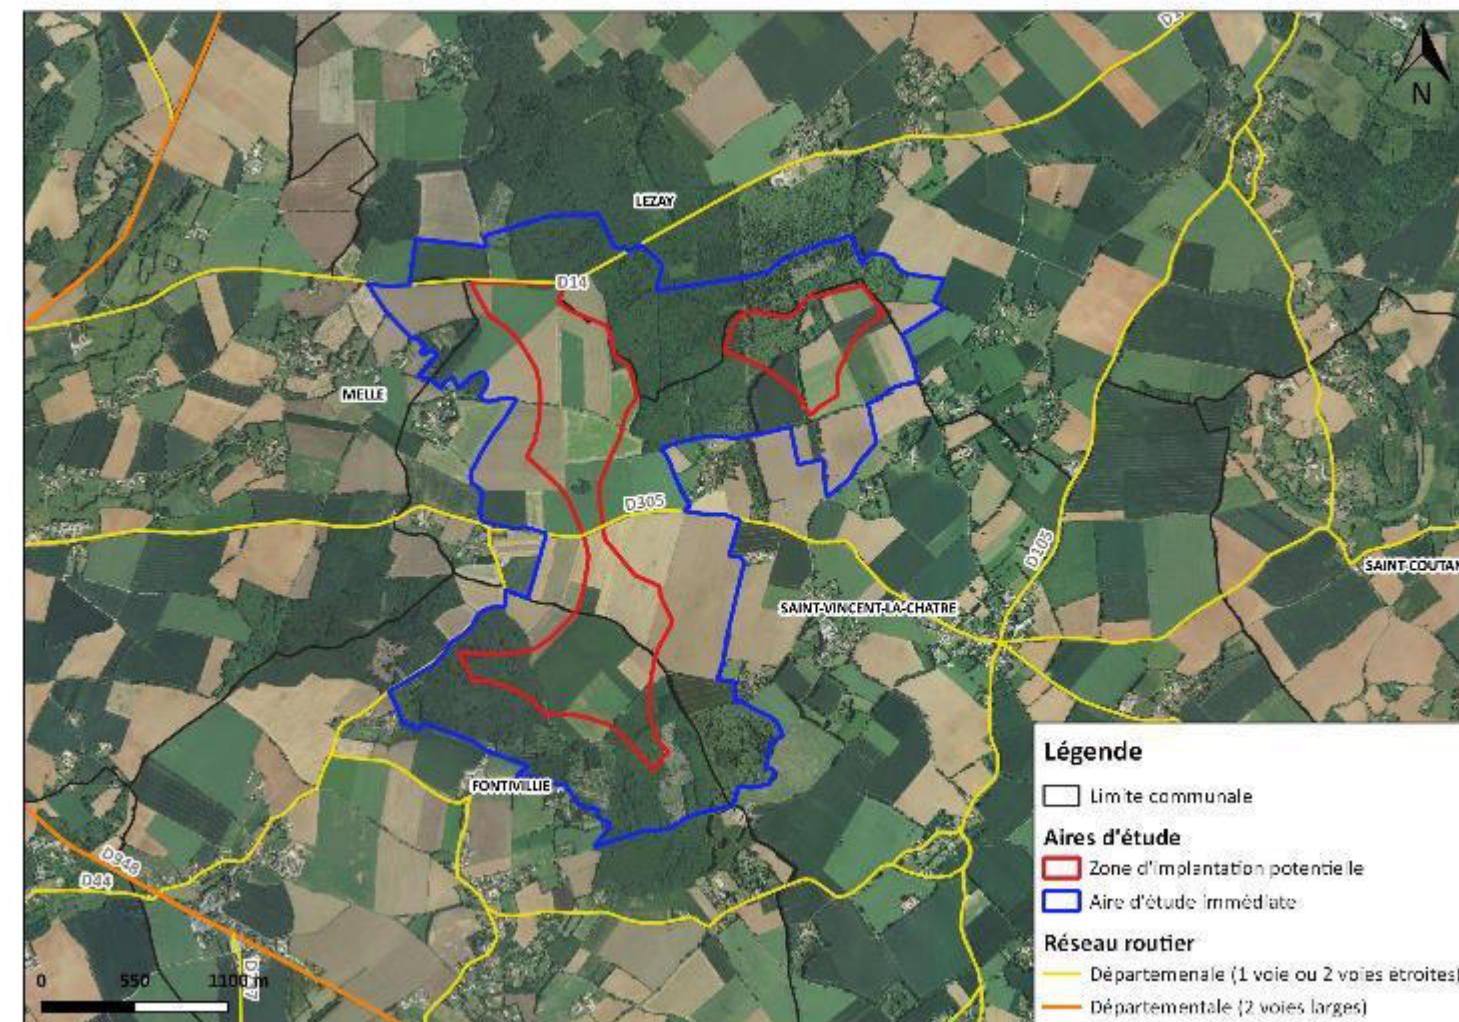 N
LEZAY
D14
MELLE
D305
D105
SAINT-COUTAN
SAINT-VINCENT-LA-CHATRE
FONTIVILLIE
D948
D44
0 550 1100 m
Légende
Limite communale
Aires d'étude
Zone d'implantation potentielle
Aire d'étude immédiate
Réseau routier
Départemenale (1 voie ou 2 voies étroites)
Départementale (2 voies larges)